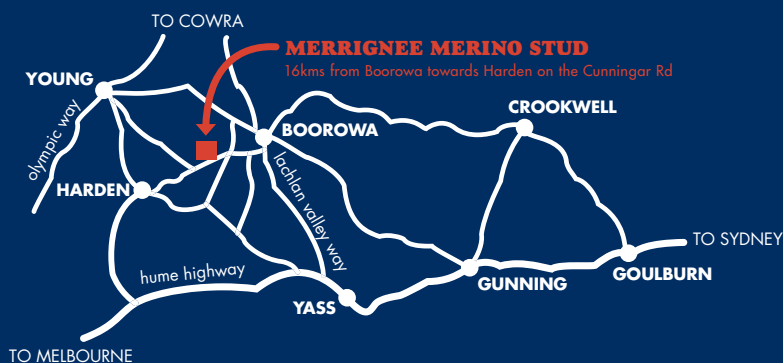 TO COWRA
MERRIGNEE MERINO STUD
16kms from Boorowa towards Harden on the Cunningar Rd
YOUNG
CROOKWELL
BOOROWA
olympic way
lachlan valley way
HARDEN
TO SYDNEY
hume highway
GOULBURN
GUNNING
YASS
TO MELBOURNE